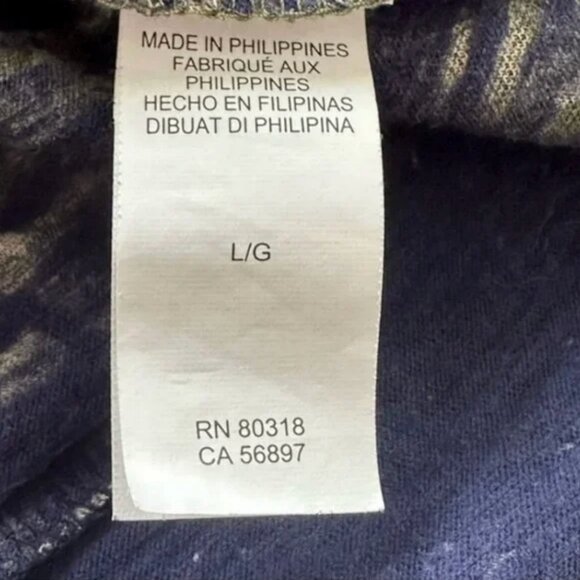 MADE IN PHILIPPINES
FABRIQUÉ AUX
PHILIPPINES
HECHO EN FILIPINAS
DIBUAT DI PHILIPINA
L/G
RN 80318
CA 56897